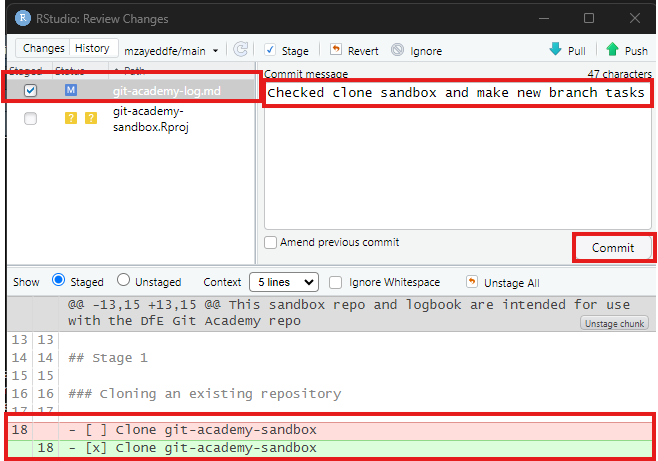 R RStudio: Review Changes
Changes History mzayeddfe/main Stage Revert Ignoring Pull Push
Staged Status Path
M git-academy-log.md
? ? git-academy-sandbox.Rproj
Commit message 47 characters
Checked clone sandbox and make new branch tasks
Amend previous commit
Commit
Show Staged Unstaged Context 5 lines Ignore Whitespace Unstage All
@@ -13,15 +13,15 @@ This sandbox repo and logbook are intended for use
with the DfE Git Academy repo Unstage chunk
13 13
14 14 ## Stage 1
15 15
16 16 ### Cloning an existing repository
17 17
18 - [ ] Clone git-academy-sandbox
18 - [x] Clone git-academy-sandbox